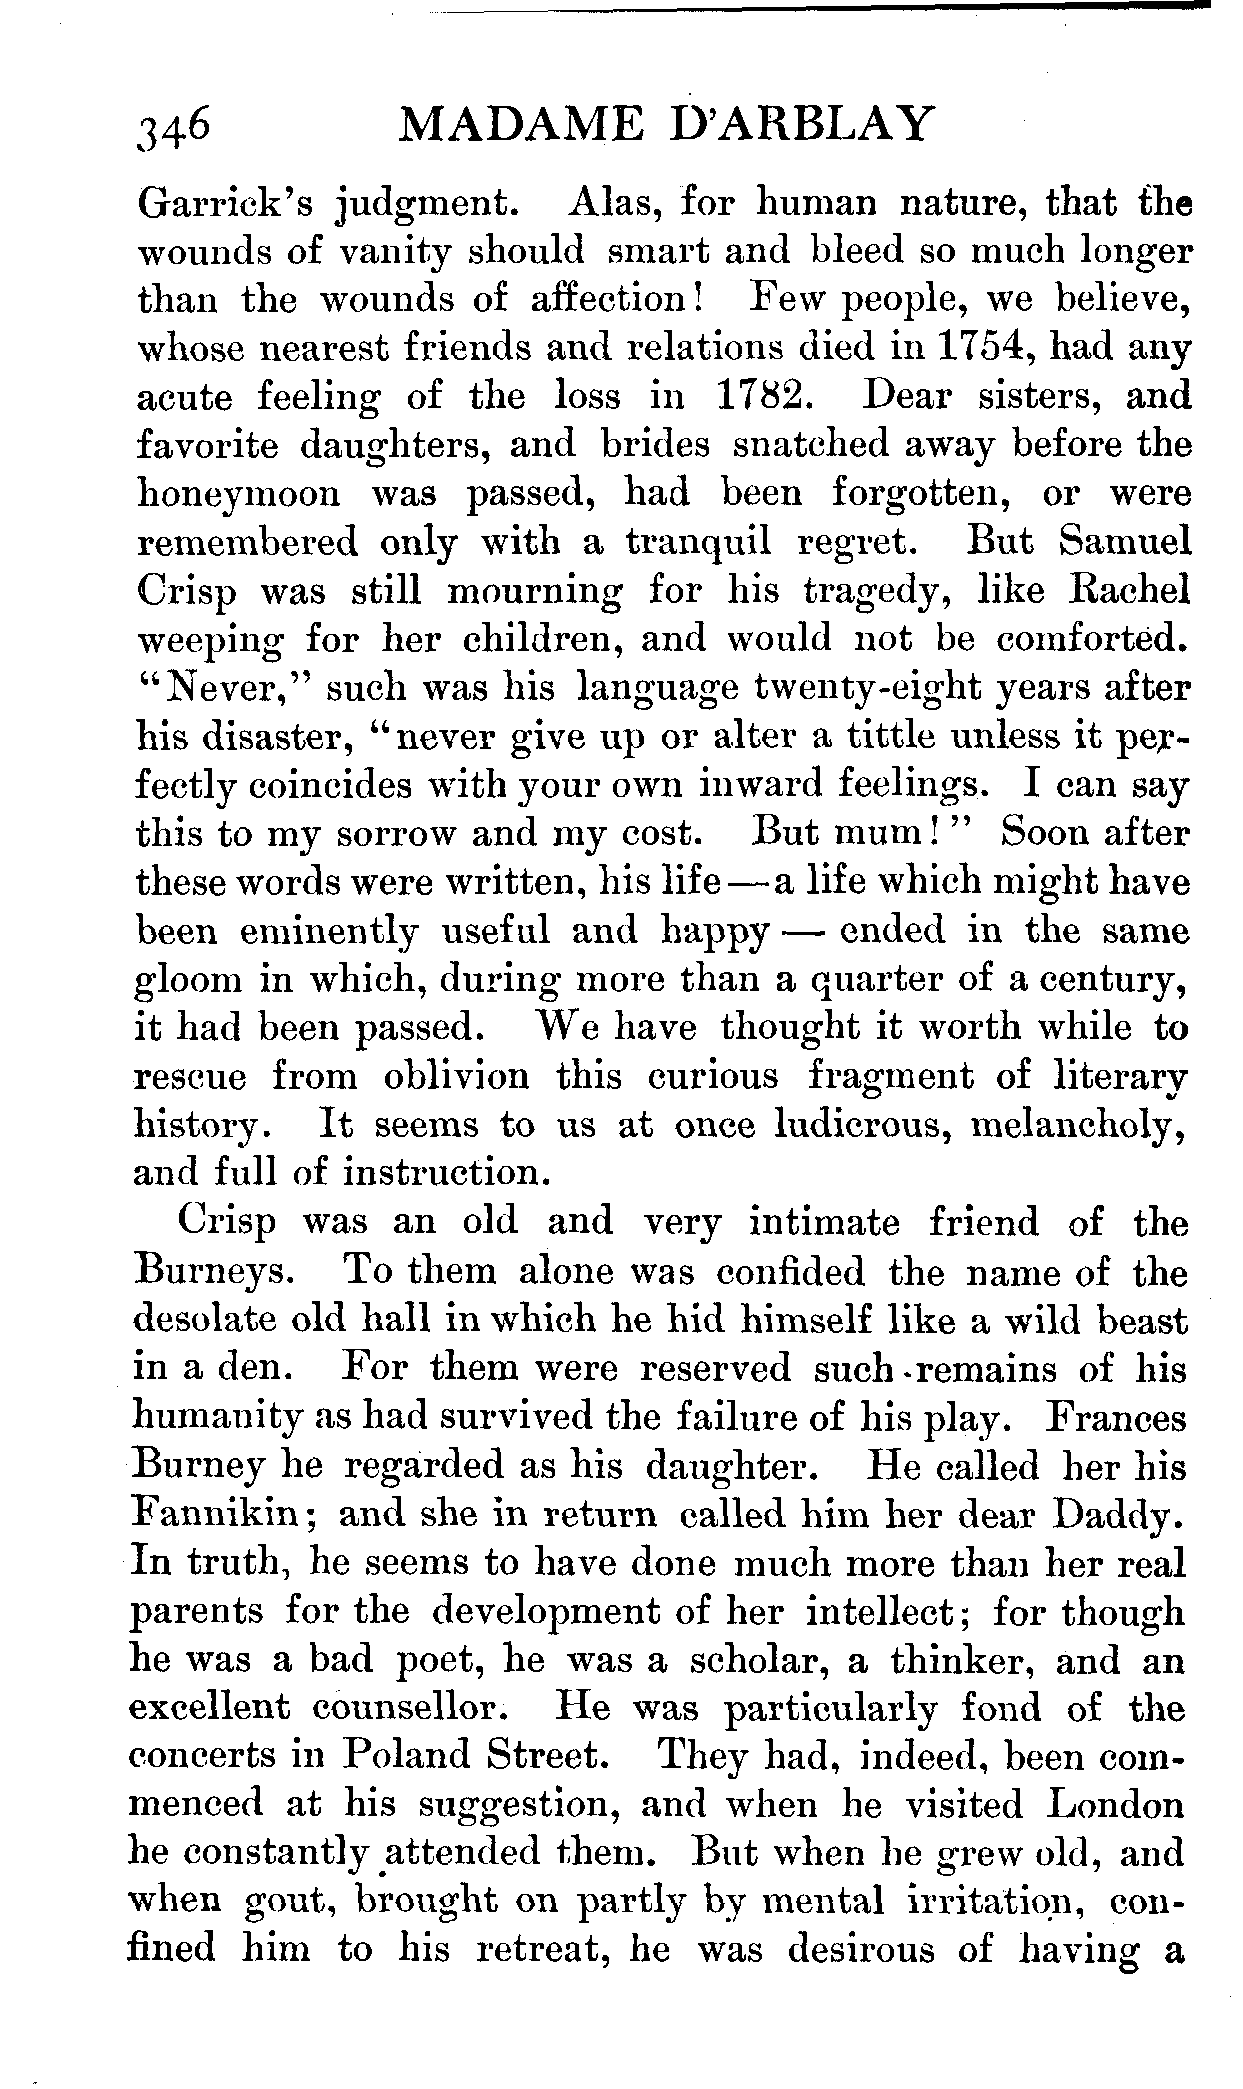 346 MADAME D'ARBLAY
Garrick's judgment. Alas, for human nature, that the
wounds of vanity should smart and bleed so much longer
than the wounds of affection! Few people, we believe,
whose nearest friends and relations died in 1754, had any
acute feeling of the loss in 1782. Dear sisters, and
favorite daughters, and brides snatched away before the
honeymoon was passed, had been forgotten, or were
remembered only with a tranquil regret. But Samuel
Crisp was still mourning for his tragedy, like Rachel
weeping for her children, and would not be comforted.
"Never," such was his language twenty-eight years after
his disaster, "never give up or alter a tittle unless it per-
fectly coincides with your own inward feelings. I can say
this to my sorrow and my cost. But mum!" Soon after
these words were written, his life—a life which might have
been eminently useful and happy — ended in the same
gloom in which, during more than a quarter of a century,
it had been passed. We have thought it worth while to
rescue from oblivion this curious fragment of literary
history. It seems to us at once ludicrous, melancholy,
and full of instruction.
Crisp was an old and very intimate friend of the
Burneys. To them alone was confided the name of the
desolate old hall in which he hid himself like a wild beast
in a den. For them were reserved such remains of his
humanity as had survived the failure of his play. Frances
Burney he regarded as his daughter. He called her his
Fannikin; and she in return called him her dear Daddy.
In truth, he seems to have done much more than her real
parents for the development of her intellect; for though
he was a bad poet, he was a scholar, a thinker, and an
excellent counsellor. He was particularly fond of the
concerts in Poland Street. They had, indeed, been com-
menced at his suggestion, and when he visited London
he constantly attended them. But when he grew old, and
when gout, brought on partly by mental irritation, con-
fined him to his retreat, he was desirous of having a